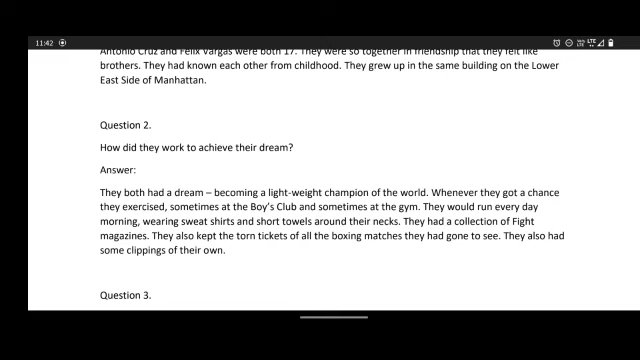 11:42
Antonio Cruz and Felix Vargas were both 17. They were so together in friendship that they felt like
brothers. They had known each other from childhood. They grew up in the same building on the Lower
East Side of Manhattan.
Question 2.
How did they work to achieve their dream?
Answer:
They both had a dream – becoming a light-weight champion of the world. Whenever they got a chance
they exercised, sometimes at the Boy's Club and sometimes at the gym. They would run every day
morning, wearing sweat shirts and short towels around their necks. They had a collection of Fight
magazines. They also kept the torn tickets of all the boxing matches they had gone to see. They also had
some clippings of their own.
Question 3.